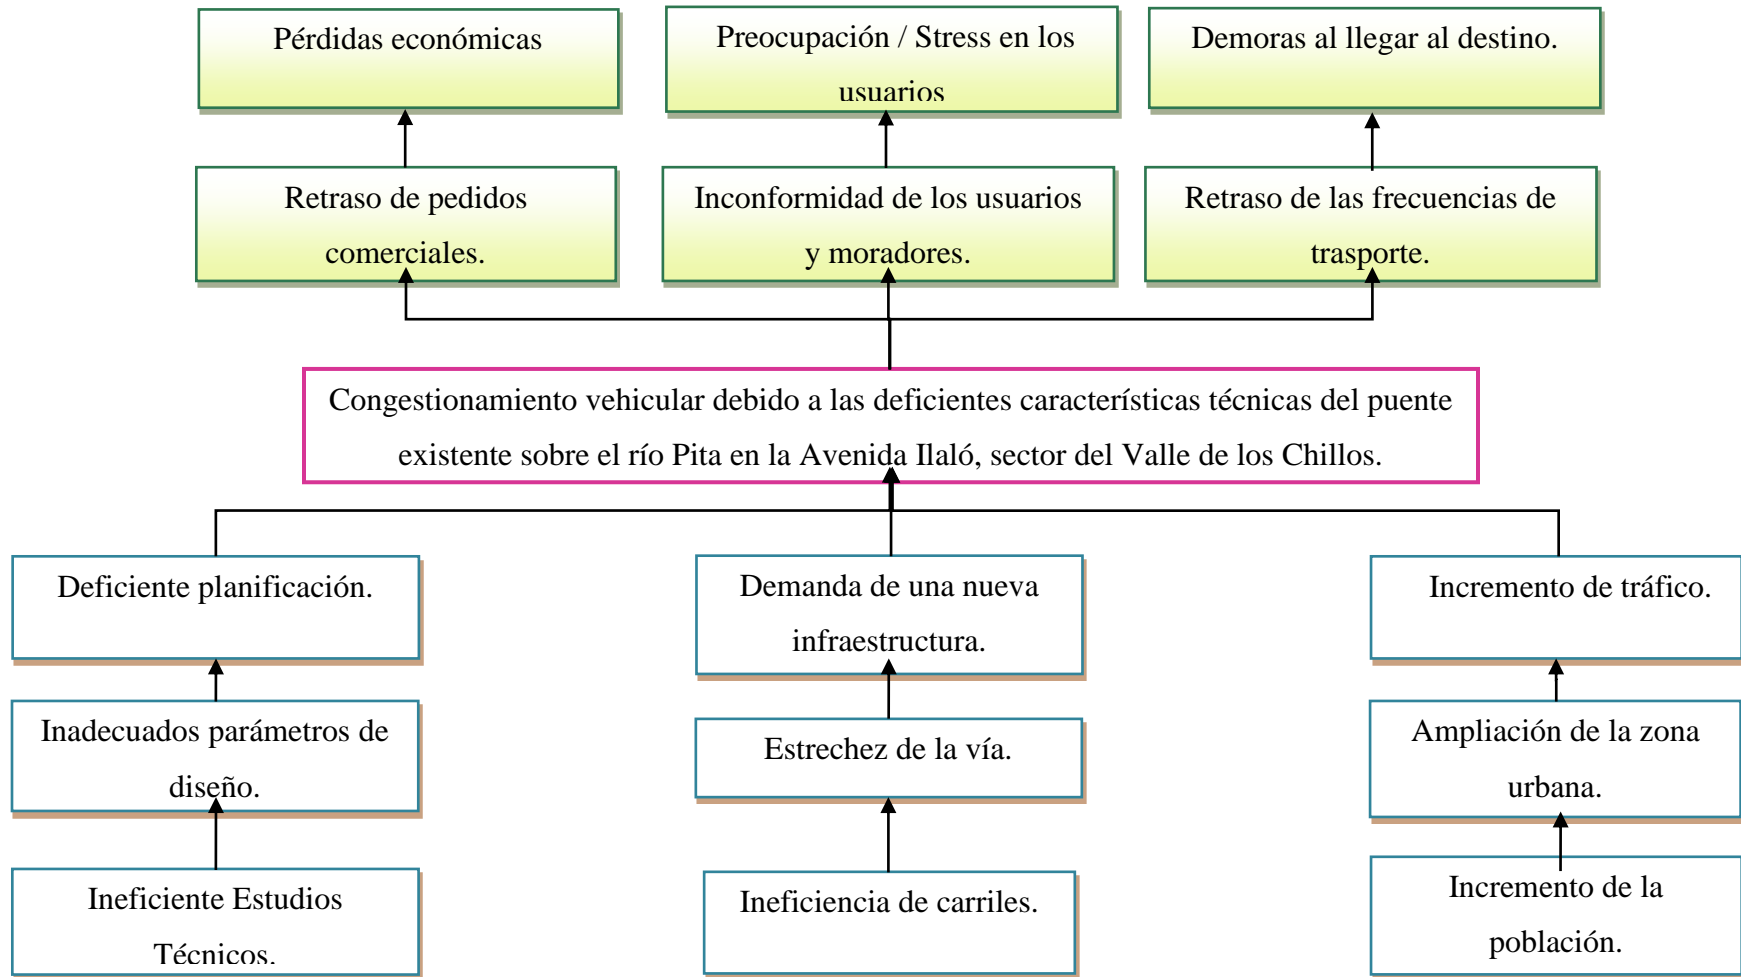 Pérdidas económicas
Preocupación / Stress en los
usuarios
Demoras al llegar al destino.
Retraso de pedidos
comerciales.
Inconformidad de los usuarios
y moradores.
Retraso de las frecuencias de
trasporte.
Congestionamiento vehicular debido a las deficientes características técnicas del puente
existente sobre el río Pita en la Avenida Ilaló, sector del Valle de los Chillos.
Deficiente planificación.
Demanda de una nueva
infraestructura.
Incremento de tráfico.
Inadecuados parámetros de
diseño.
Estrechez de la vía.
Ampliación de la zona
urbana.
Ineficiente Estudios
Técnicos.
Ineficiencia de carriles.
Incremento de la
población.